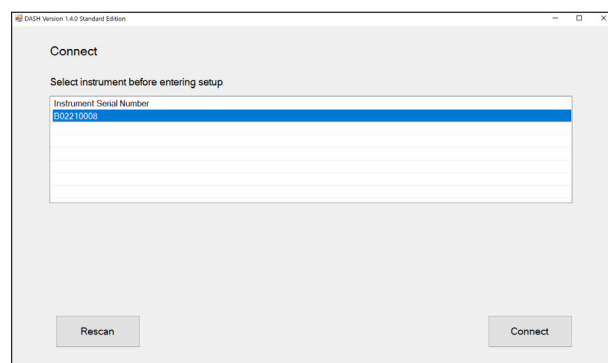 DASH Version 1.4.0 Standard Edition
Connect
Select instrument before entering setup
Instrument Serial Number
B02210008
Rescan
Connect